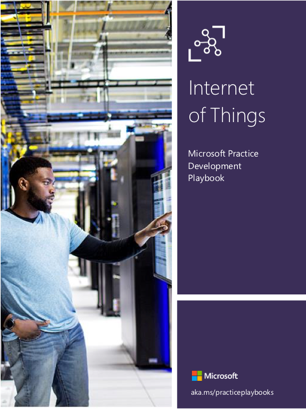 Internet
of Things
Microsoft Practice
Development
Playbook
Microsoft
aka.ms/practiceplaybooks